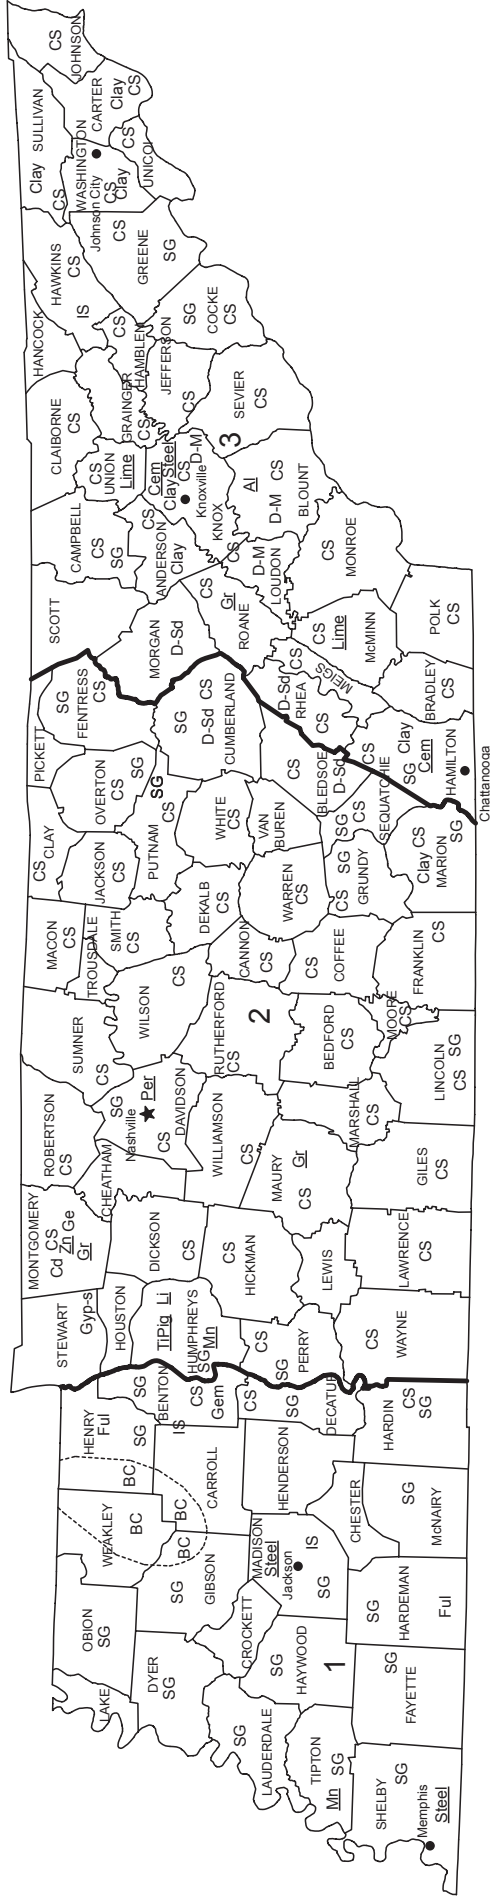 LAKE
OBION
SG
WEAKLEY
BC
HENRY
Ful
SG
BC
STEWART
Gyp-s
MONTGOMERY
CS
Cd Zn Ge
Gr
ROBERTSON
CS
SUMNER
CS
MACON
CS
TROUSDALE
CLAY
CS
PICKETT
SCOTT
CAMPBELL
CS
SG
CLAIBORNE
CS
HANCOCK
HAWKINS
CS
IS
SULLIVAN
Clay
CS
JOHNSON
CS
DYER
SG
GIBSON
SG
BC
CARROLL
BC
BENTON
SG
CS
IS
Gem
HOUSTON
HUMPHREYS
TiPig Li
SG
Mn
DICKSON
CS
CHEATHAM
DAVIDSON
Nashville
SG
Per
CS
WILSON
CS
SMITH
CS
JACKSON
CS
OVERTON
CS
SG
FENTRESS
SG
CS
PUTNAM
SG
CS
MORGAN
D-Sd
ANDERSON
CS
Clay
UNION
CS
Lime
GRAINGER
CS
HAMBLEN
CS
GREENE
CS
SG
WASHINGTON
Johnson City
CS
Clay
CARTER
Clay
CS
UNICOI
CS
LAUDERDALE
SG
CROCKETT
HAYWOOD
SG
1
MADISON
Steel
Jackson
IS
SG
HENDERSON
DECATUR
CS
SG
PERRY
CS
SG
HICKMAN
CS
WILLIAMSON
CS
RUTHERFORD
CS
2
CANNON
CS
DEKALB
CS
WHITE
CS
CUMBERLAND
SG
D-Sd CS
ROANE
CS
Gr
KNOX
Knoxville
Cem
Clay Steel
CS
D-M
JEFFERSON
CS
COCKE
SG
CS
SEVIER
CS
3
TIPTON
SG
Mn
CHESTER
LEWIS
MAURY
Gr
CS
MARSHALL
CS
BEDFORD
CS
COFFEE
CS
WARREN
CS
VAN
BUREN
BLEDSOE
CS
D-Sd
RHEA
D-Sd
CS
MEIGS
CS
LOUDON
CS
D-M
BLOUNT
Al
D-M CS
MONROE
CS
McMINN
CS
Lime
SHELBY
SG
Memphis
Steel
FAYETTE
SG
HARDEMAN
SG
Ful
McNAIRY
SG
HARDIN
CS
SG
WAYNE
CS
LAWRENCE
CS
GILES
CS
LINCOLN
CS SG
MOORE
CS
FRANKLIN
CS
GRUNDY
CS SG
SEQUATCHIE
SG
CS
MARION
Clay CS
SG
HAMILTON
CS
Clay
SG
Cem
Chattanooga
BRADLEY
CS
POLK
CS